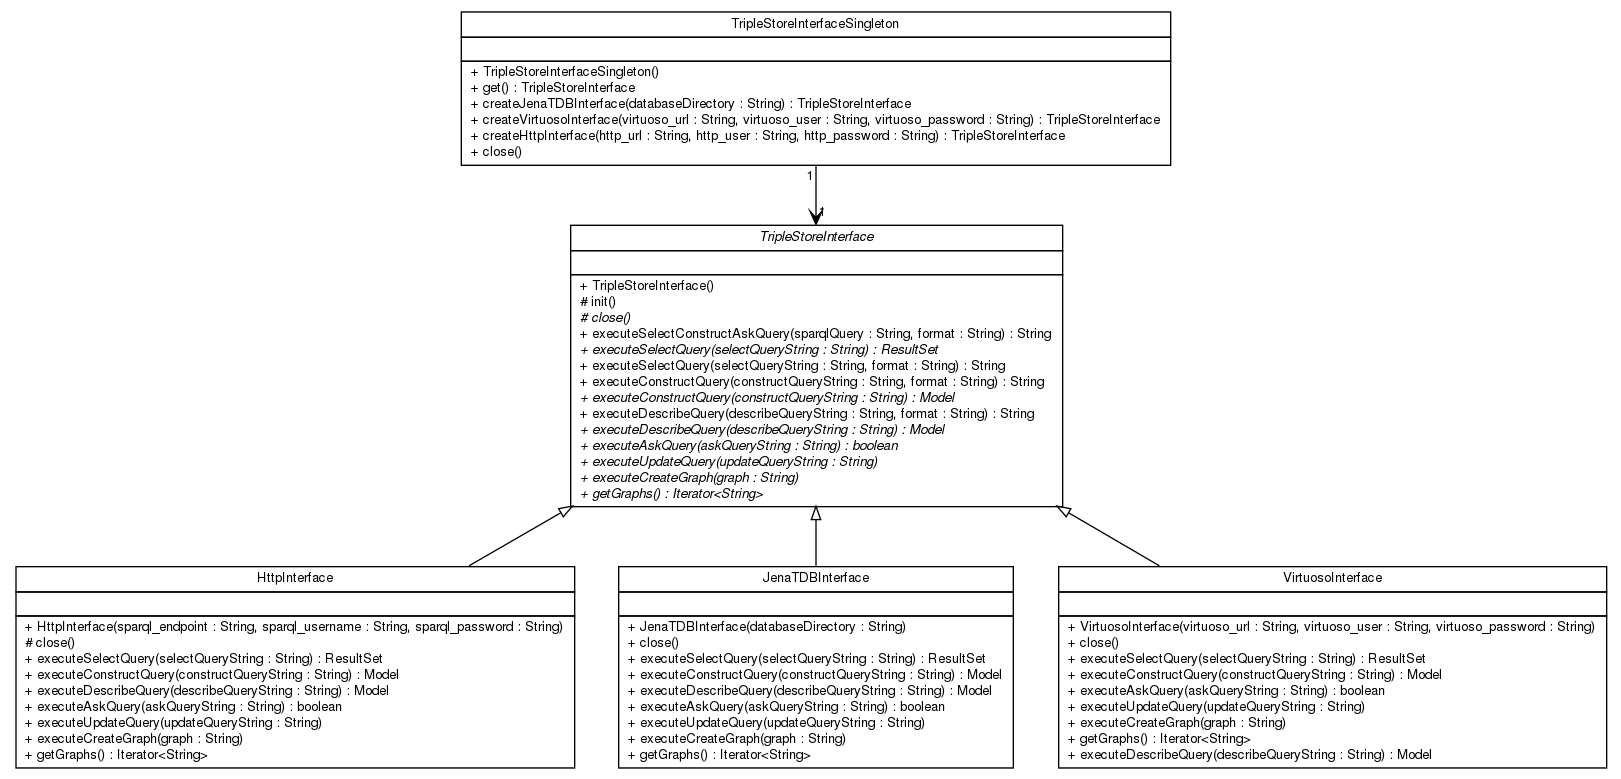 TripleStoreInterfaceSingleton
+ TripleStoreInterfaceSingleton()
+ get() : TripleStoreInterface
+ createJenaTDBInterface(databaseDirectory : String) : TripleStoreInterface
+ createVirtuosoInterface(virtuoso_url : String, virtuoso_user : String, virtuoso_password : String) : TripleStoreInterface
+ createHttpInterface(http_url : String, http_user : String, http_password : String) : TripleStoreInterface
+ close()
1
1
TripleStoreInterface
+ TripleStoreInterface()
# init()
# close()
+ executeSelectConstructAskQuery(sparqlQuery : String, format : String) : String
+ executeSelectQuery(selectQueryString : String) : ResultSet
+ executeSelectQuery(selectQueryString : String, format : String) : String
+ executeConstructQuery(constructQueryString : String, format : String) : String
+ executeConstructQuery(constructQueryString : String) : Model
+ executeDescribeQuery(describeQueryString : String, format : String) : String
+ executeDescribeQuery(describeQueryString : String) : Model
+ executeAskQuery(askQueryString : String) : boolean
+ executeUpdateQuery(updateQueryString : String)
+ executeCreateGraph(graph : String)
+ getGraphs() : Iterator<String>
HttpInterface
+ HttpInterface(sparql_endpoint : String, sparql_username : String, sparql_password : String)
# close()
+ executeSelectQuery(selectQueryString : String) : ResultSet
+ executeConstructQuery(constructQueryString : String) : Model
+ executeDescribeQuery(describeQueryString : String) : Model
+ executeAskQuery(askQueryString : String) : boolean
+ executeUpdateQuery(updateQueryString : String)
+ executeCreateGraph(graph : String)
+ getGraphs() : Iterator<String>
JenaTDBInterface
+ JenaTDBInterface(databaseDirectory : String)
+ close()
+ executeSelectQuery(selectQueryString : String) : ResultSet
+ executeConstructQuery(constructQueryString : String) : Model
+ executeDescribeQuery(describeQueryString : String) : Model
+ executeAskQuery(askQueryString : String) : boolean
+ executeUpdateQuery(updateQueryString : String)
+ executeCreateGraph(graph : String)
+ getGraphs() : Iterator<String>
VirtuosoInterface
+ VirtuosoInterface(virtuoso_url : String, virtuoso_user : String, virtuoso_password : String)
+ close()
+ executeSelectQuery(selectQueryString : String) : ResultSet
+ executeConstructQuery(constructQueryString : String) : Model
+ executeAskQuery(askQueryString : String) : boolean
+ executeUpdateQuery(updateQueryString : String)
+ executeCreateGraph(graph : String)
+ getGraphs() : Iterator<String>
+ executeDescribeQuery(describeQueryString : String) : Model